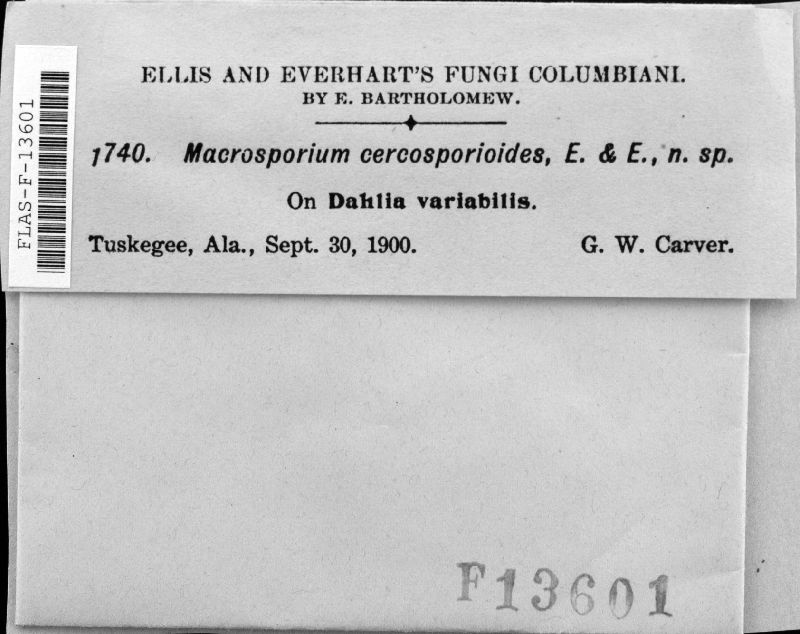 ELLIS AND EVERHART'S FUNGI COLUMBIANI.
BY E. BARTHOLOMEW.
1740. Macrosporium cercosporioides, E. & E., n. sp.
On Dahlia variabilis.
Tuskegee, Ala., Sept. 30, 1900. G. W. Carver.
FLAS-F-13601
F13601